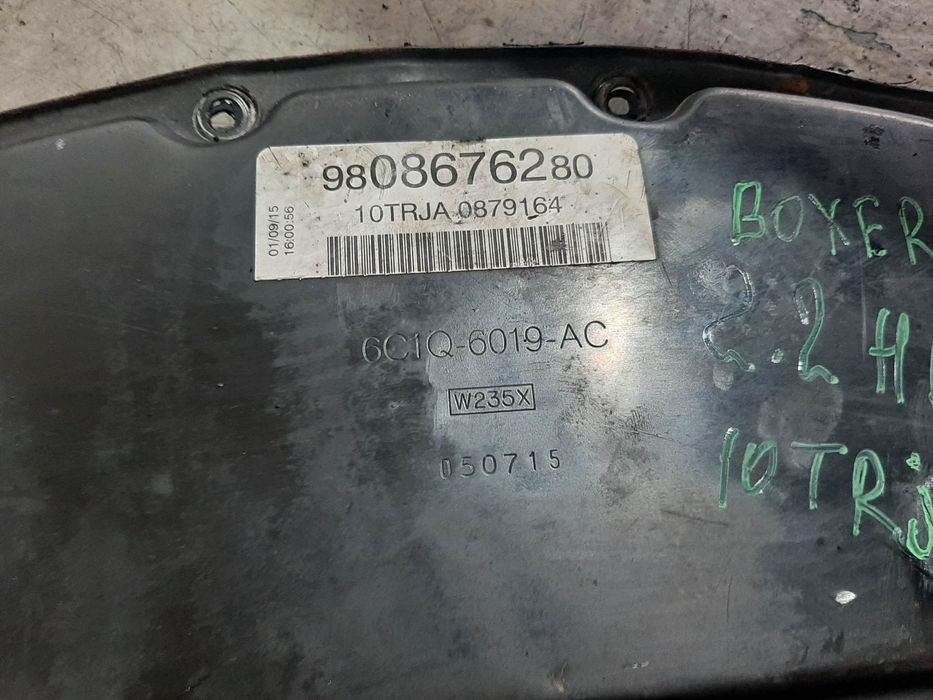 9808676280
10TRJA 0879164
01/09/15
16:00:56
6C1Q-6019-AC
W235X
050715
BOXER
2.2 H
10TRj